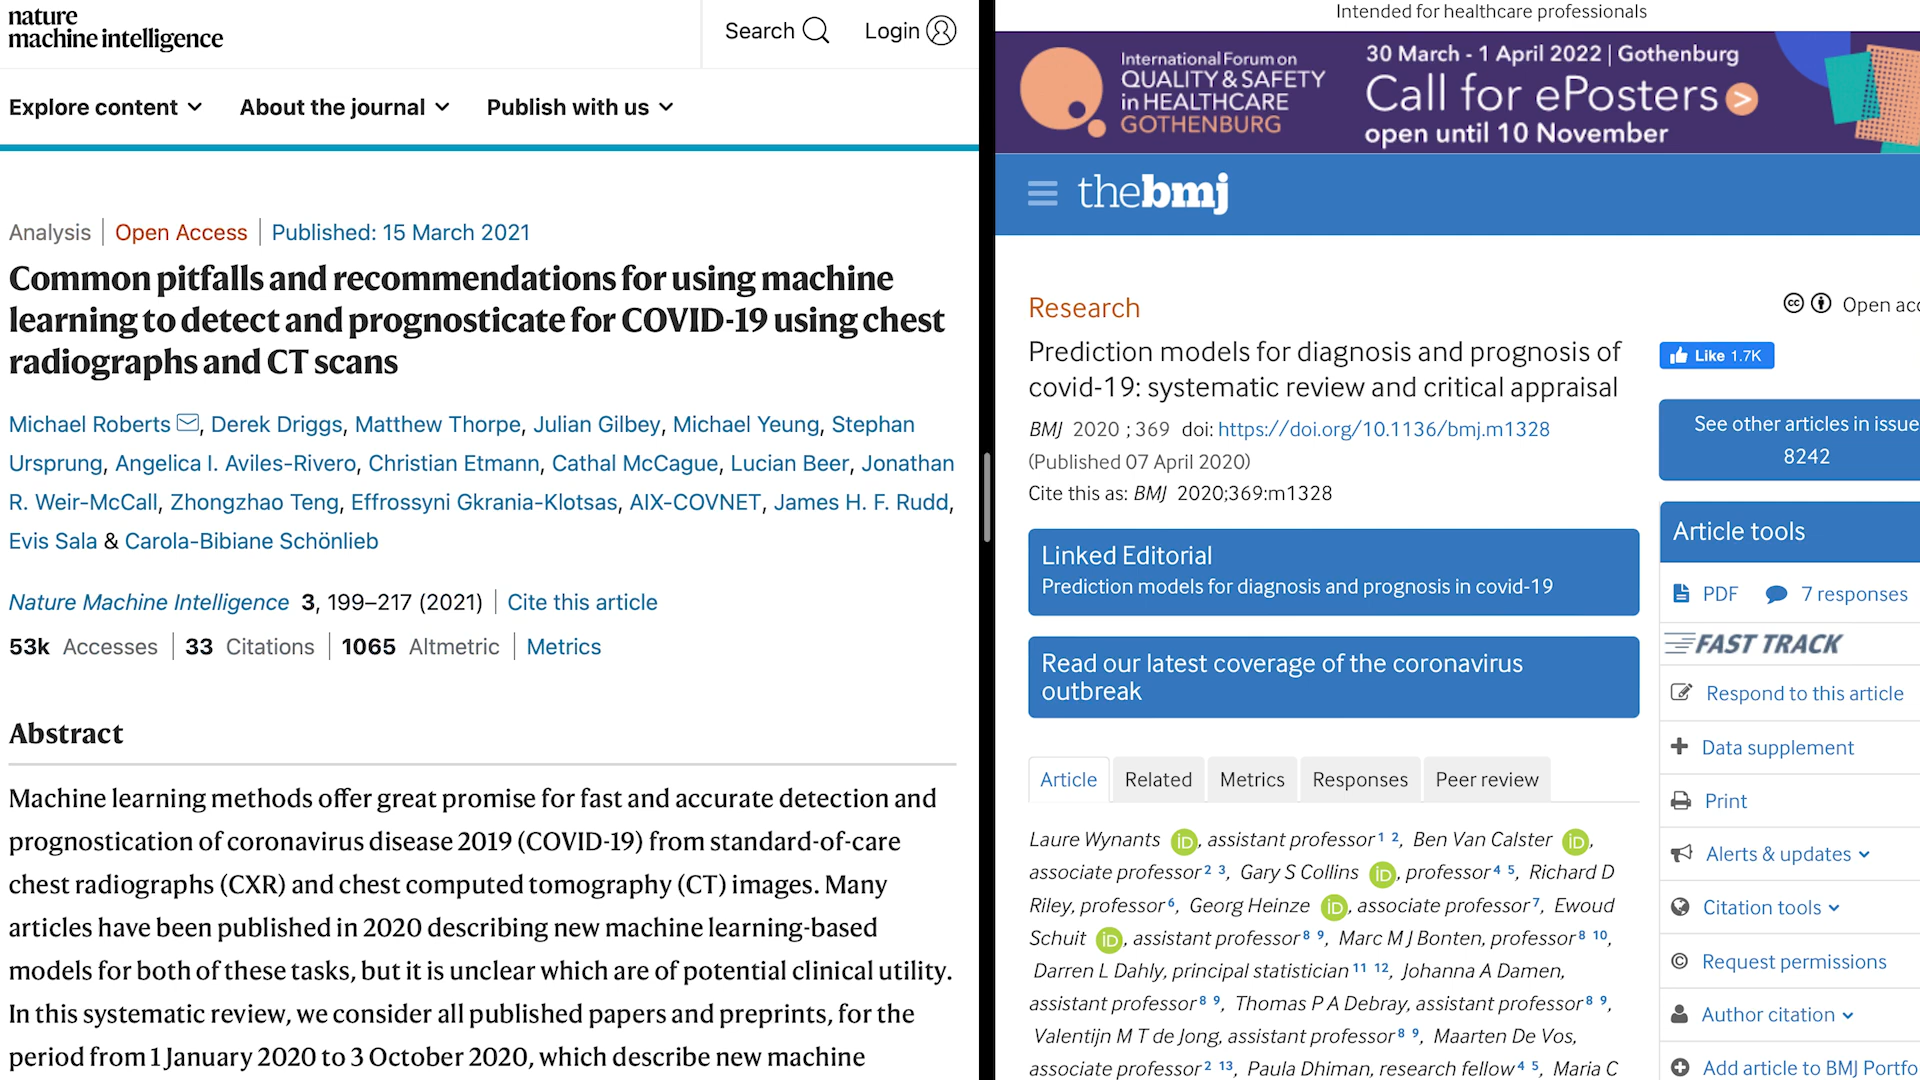 nature
machine intelligence
Search
Login
Explore content
About the journal
Publish with us
Analysis | Open Access | Published: 15 March 2021
Common pitfalls and recommendations for using machine
learning to detect and prognosticate for COVID-19 using chest
radiographs and CT scans
Michael Roberts, Derek Driggs, Matthew Thorpe, Julian Gilbey, Michael Yeung, Stephan
Ursprung, Angelica I. Aviles-Rivero, Christian Etmann, Cathal McCague, Lucian Beer, Jonathan
R. Weir-McCall, Zhongzhao Teng, Effrossyni Gkrania-Klotsas, AIX-COVNET, James H. F. Rudd,
Evis Sala & Carola-Bibiane Schönlieb
Nature Machine Intelligence 3, 199–217 (2021) | Cite this article
53k Accesses | 33 Citations | 1065 Altmetric | Metrics
Abstract
Machine learning methods offer great promise for fast and accurate detection and
prognostication of coronavirus disease 2019 (COVID-19) from standard-of-care
chest radiographs (CXR) and chest computed tomography (CT) images. Many
articles have been published in 2020 describing new machine learning-based
models for both of these tasks, but it is unclear which are of potential clinical utility.
In this systematic review, we consider all published papers and preprints, for the
period from 1 January 2020 to 3 October 2020, which describe new machine
Intended for healthcare professionals
International Forum on
QUALITY & SAFETY
in HEALTHCARE
GOTHENBURG
30 March - 1 April 2022 | Gothenburg
Call for ePosters >
open until 10 November
thebmj
Research
Open acc
Prediction models for diagnosis and prognosis of
covid-19: systematic review and critical appraisal
BMJ 2020 ; 369 doi: https://doi.org/10.1136/bmj.m1328
(Published 07 April 2020)
Cite this as: BMJ 2020;369:m1328
Linked Editorial
Prediction models for diagnosis and prognosis in covid-19
Read our latest coverage of the coronavirus
outbreak
Article
Related
Metrics
Responses
Peer review
Laure Wynants iD, assistant professor 1 2, Ben Van Calster iD,
associate professor 2 3, Gary S Collins iD, professor 4 5, Richard D
Riley, professor 6, Georg Heinze iD, associate professor 7, Ewoud
Schuit iD, assistant professor 8 9, Marc M J Bonten, professor 8 10,
Darren L Dahly, principal statistician 11 12, Johanna A Damen,
assistant professor 8 9, Thomas P A Debray, assistant professor 8 9,
Valentijn M T de Jong, assistant professor 8 9, Maarten De Vos,
associate professor 2 13, Paula Dhiman, research fellow 4 5, Maria C
Like 1.7K
See other articles in issue
8242
Article tools
PDF
7 responses
FAST TRACK
Respond to this article
Data supplement
Print
Alerts & updates
Citation tools
Request permissions
Author citation
Add article to BMJ Portfo